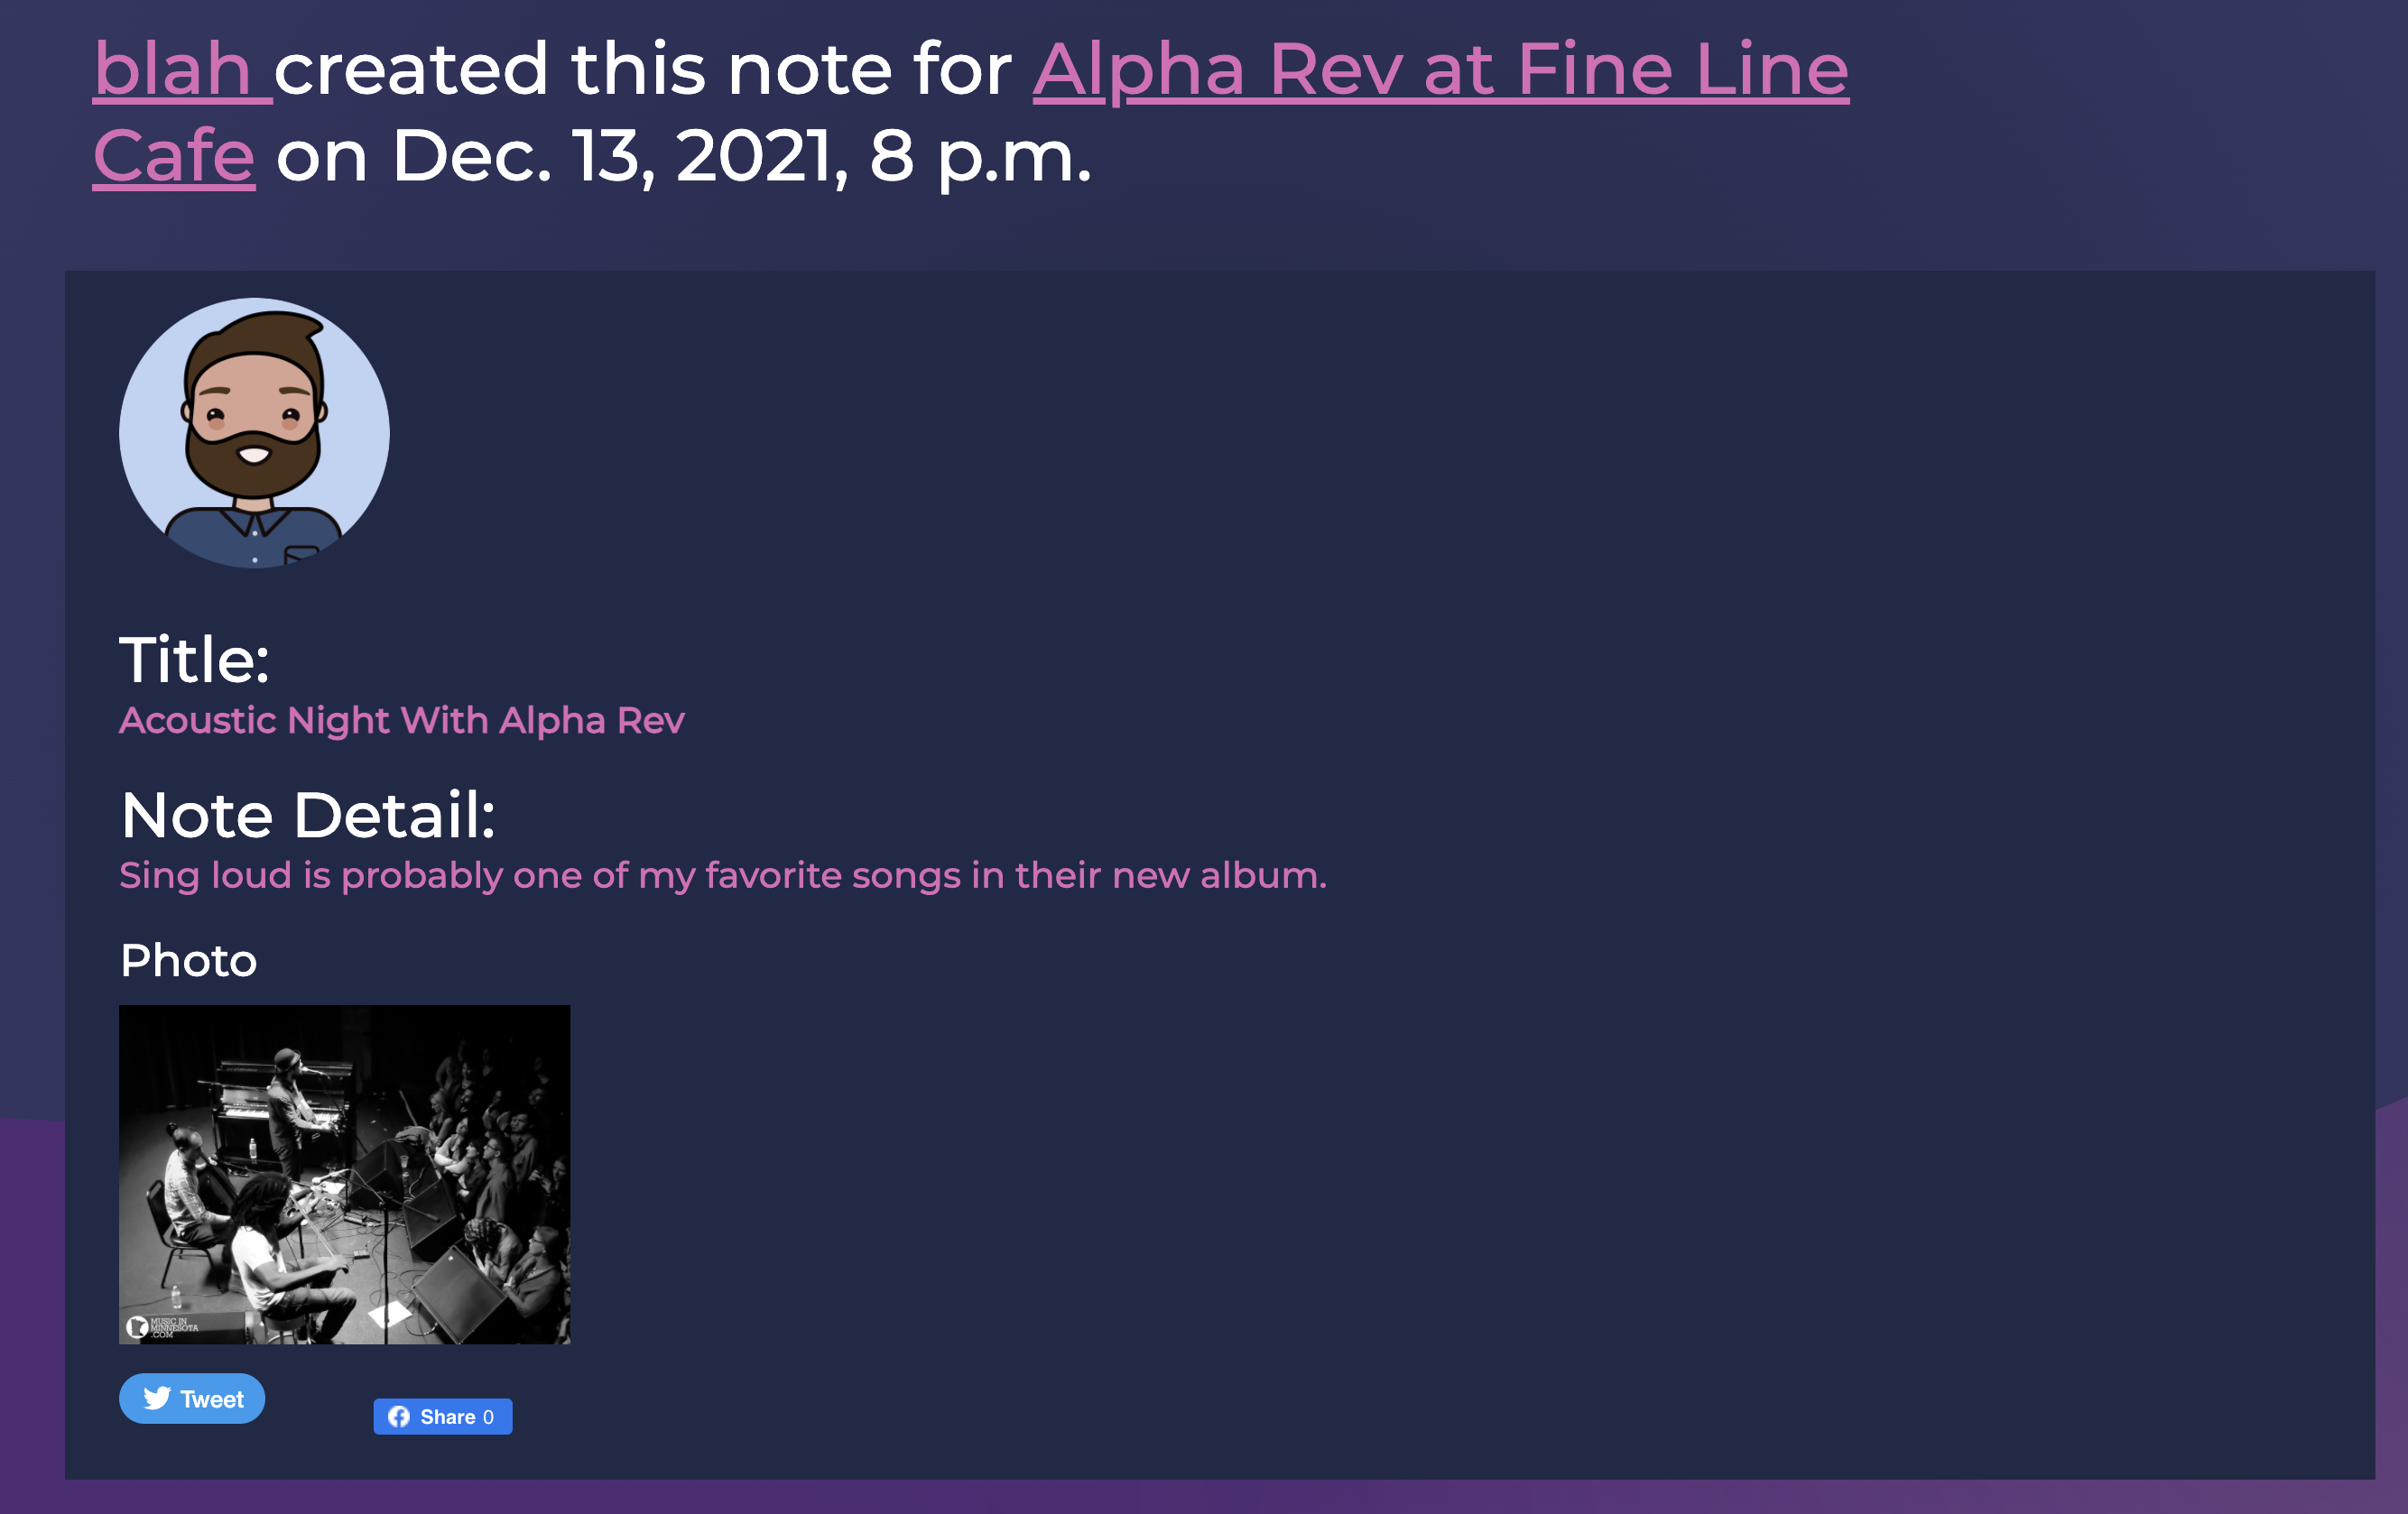 blah created this note for Alpha Rev at Fine Line
Cafe on Dec. 13, 2021, 8 p.m.
Title:
Acoustic Night With Alpha Rev
Note Detail:
Sing loud is probably one of my favorite songs in their new album.
Photo
MUSIC IN
MINNESOTA
.COM
Tweet
Share 0